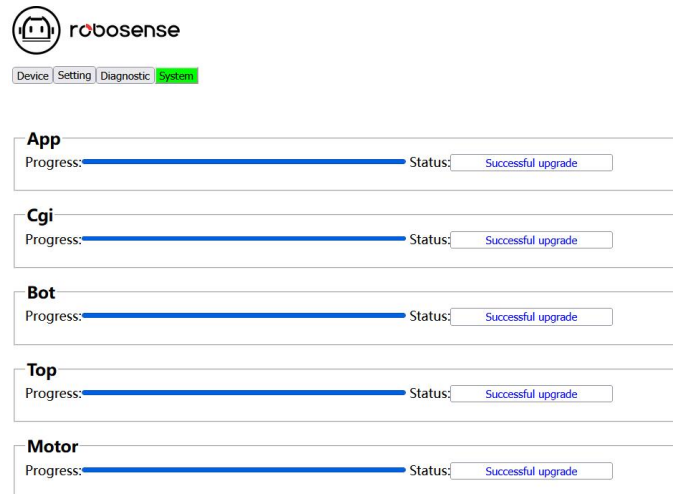 robosense
Device Setting Diagnostic System
App
Progress: Status: Successful upgrade
Cgi
Progress: Status: Successful upgrade
Bot
Progress: Status: Successful upgrade
Top
Progress: Status: Successful upgrade
Motor
Progress: Status: Successful upgrade